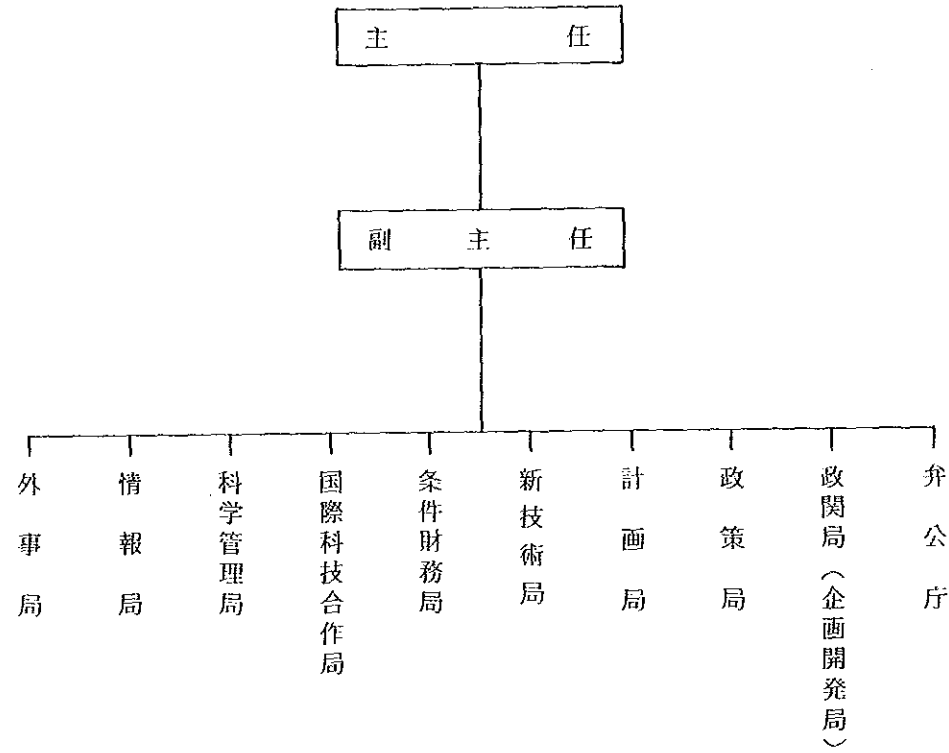 主任
副主任
弁公庁
政関局（企画開発局）
政策局
計画局
新技術局
条件財務局
国際科技合作局
科学管理局
情報局
外事局